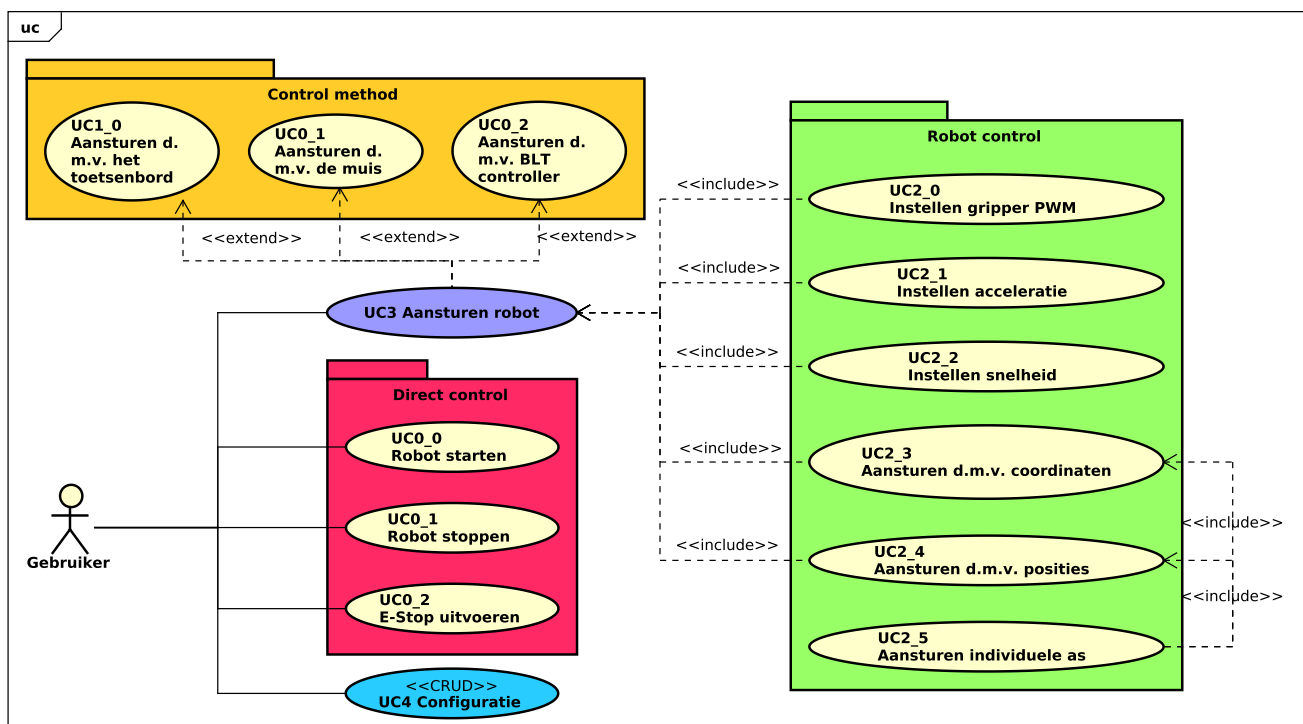 uc
Control method
UC1_0
Aansturen d.
m.v. het
toetsenbord
UC0_1
Aansturen d.
m.v. de muis
UC0_2
Aansturen d.
m.v. BLT
controller
<<extend>>
<<extend>>
<<extend>>
UC3 Aansturen robot
Direct control
UC0_0
Robot starten
UC0_1
Robot stoppen
UC0_2
E-Stop uitvoeren
<<CRUD>>
UC4 Configuratie
Gebruiker
<<include>>
<<include>>
<<include>>
<<include>>
<<include>>
Robot control
UC2_0
Instellen gripper PWM
UC2_1
Instellen acceleratie
UC2_2
Instellen snelheid
UC2_3
Aansturen d.m.v. coordinaten
UC2_4
Aansturen d.m.v. posities
UC2_5
Aansturen individuele as
<<include>>
<<include>>